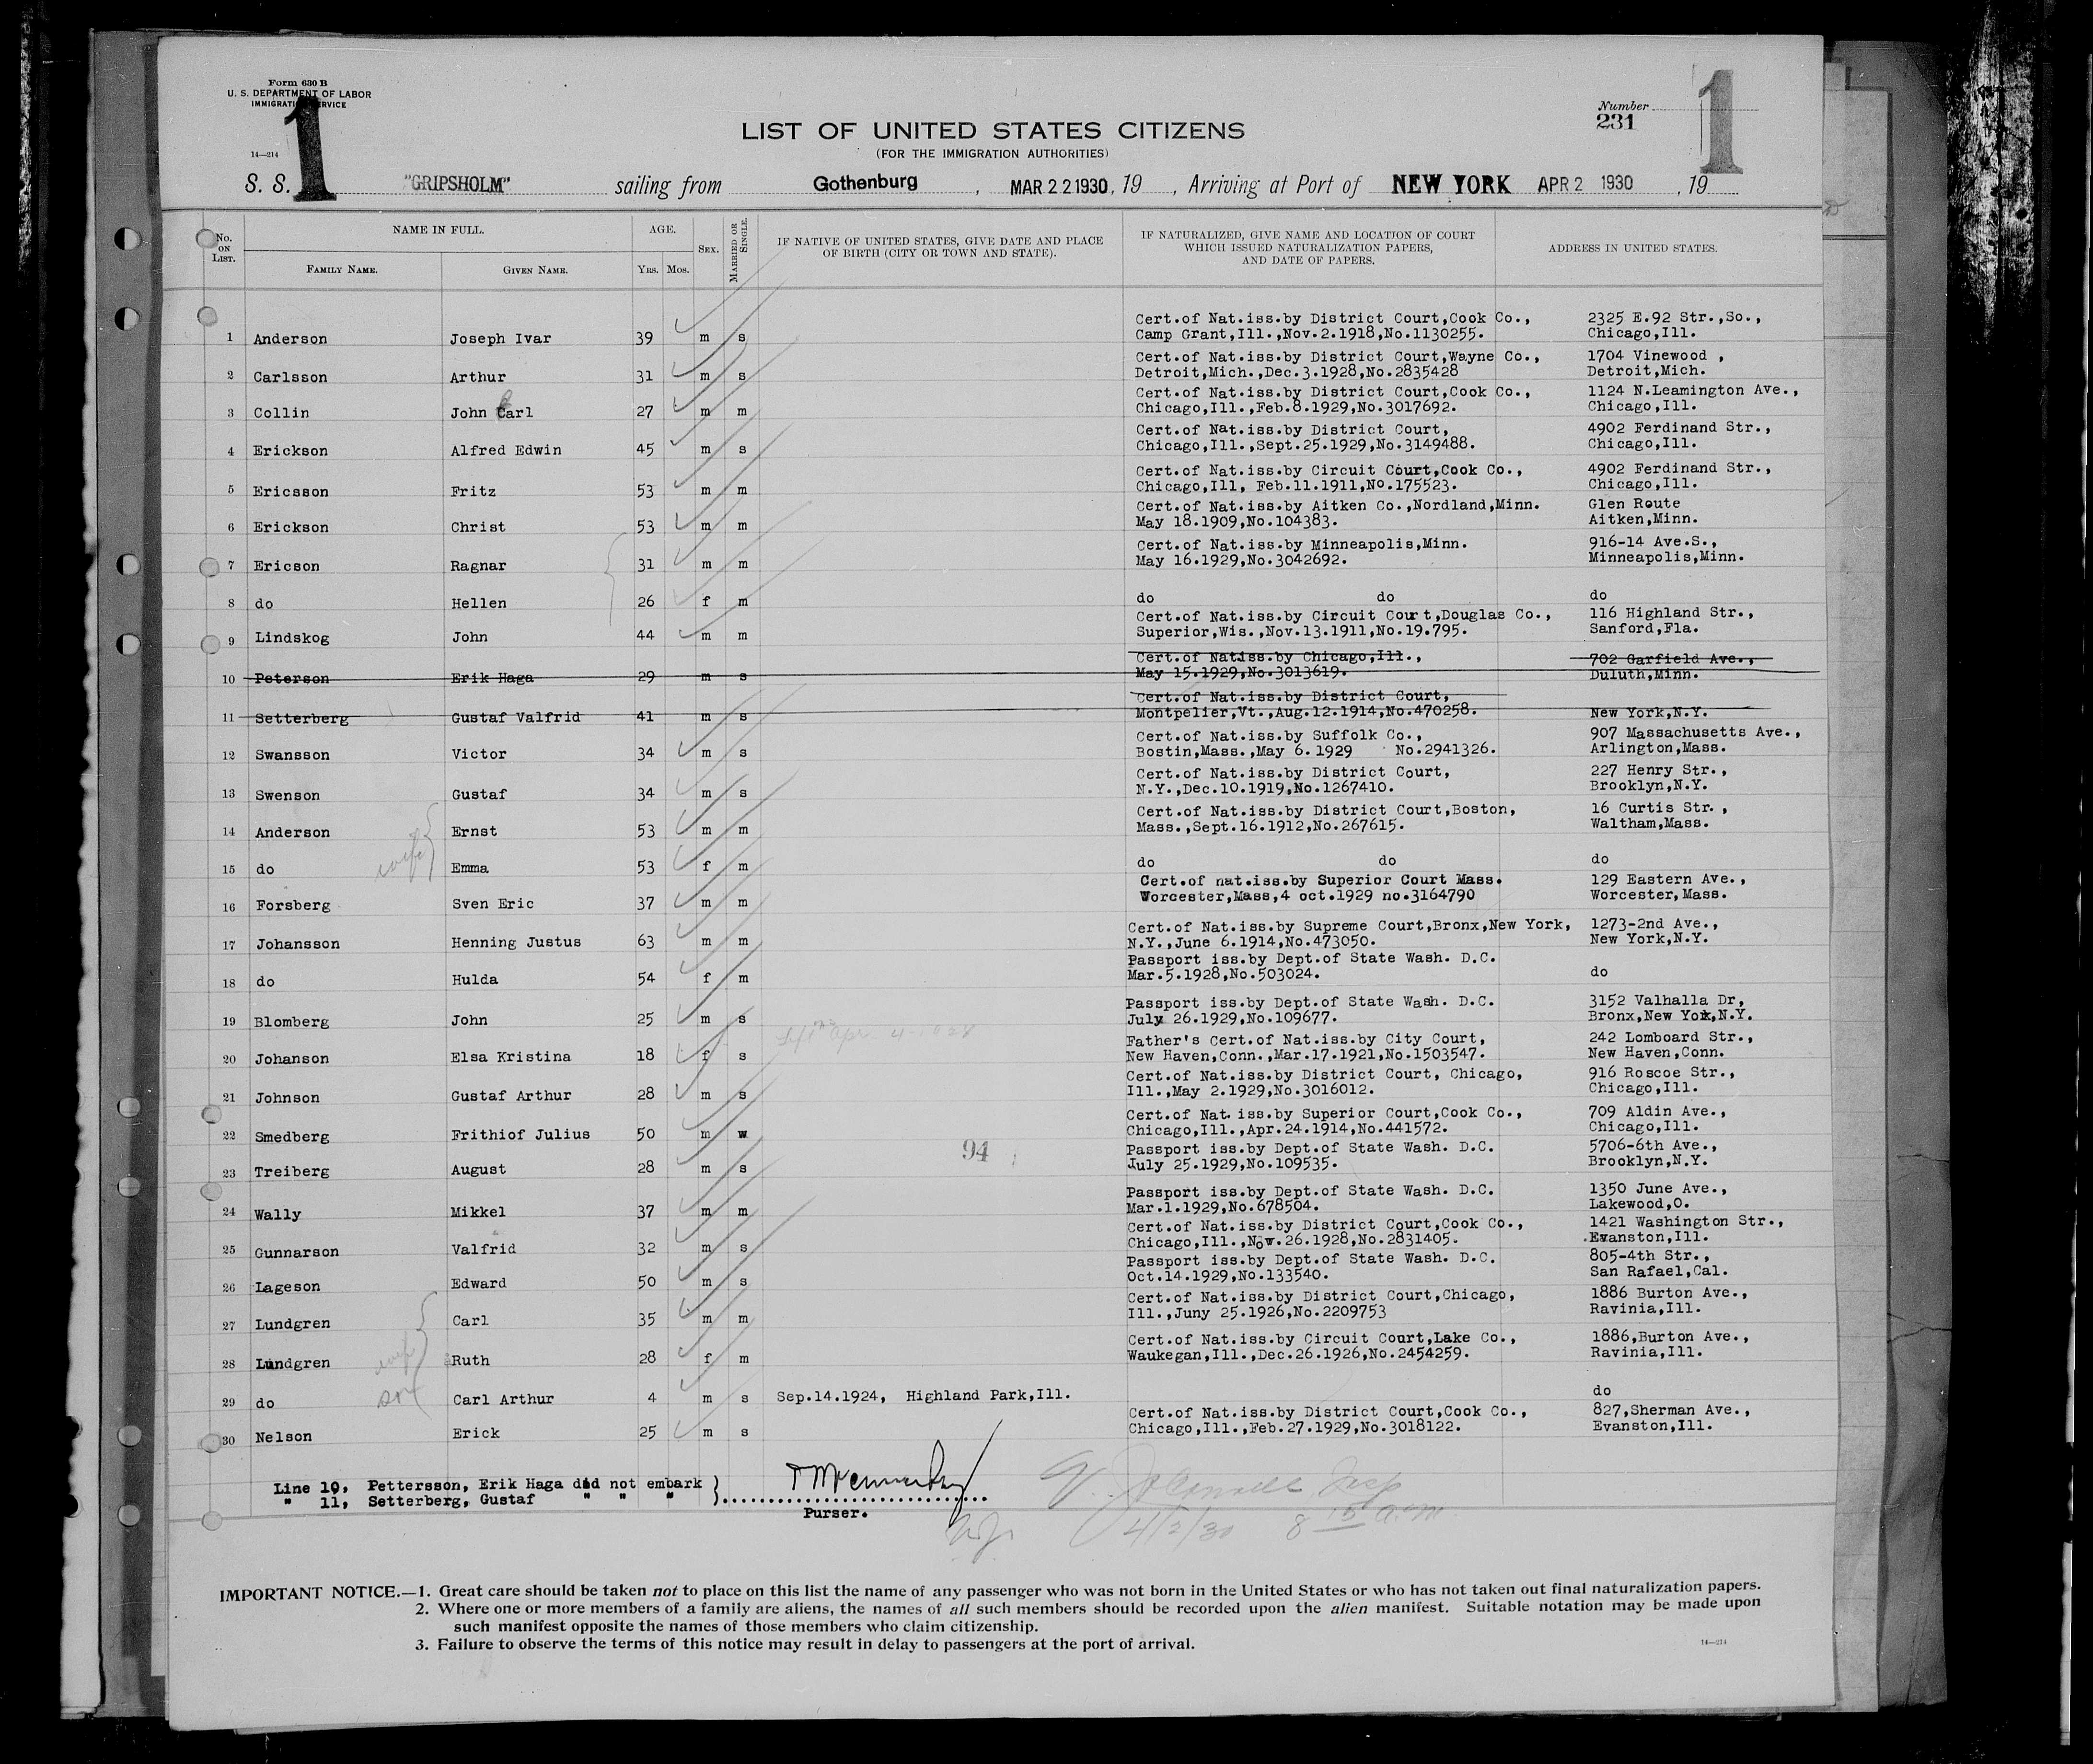 Form 630 B
U. S. DEPARTMENT OF LABOR
IMMIGRATION SERVICE
14—214
1
1
Number
231
LIST OF UNITED STATES CITIZENS
(FOR THE IMMIGRATION AUTHORITIES)
S. S. "GRIPSHOLM" sailing from Gothenburg, MAR 22 1930, 19 , Arriving at Port of NEW YORK APR 2 1930, 19
No. ON LIST. NAME IN FULL. AGE. SEX. MARRIED OR SINGLE. IF NATIVE OF UNITED STATES, GIVE DATE AND PLACE OF BIRTH (CITY OR TOWN AND STATE). IF NATURALIZED, GIVE NAME AND LOCATION OF COURT WHICH ISSUED NATURALIZATION PAPERS, AND DATE OF PAPERS. ADDRESS IN UNITED STATES.
FAMILY NAME. GIVEN NAME. YRS. MOS.
Cert.of Nat.iss.by District Court,Cook Co., 2325 E.92 Str.,So.,
1 Anderson Joseph Ivar 39 m s Camp Grant,Ill.,Nov.2.1918,No.1130255. Chicago,Ill.
Cert.of Nat.iss.by District Court,Wayne Co., 1704 Vinewood ,
2 Carlsson Arthur 31 m s Detroit,Mich.,Dec.3.1928,No.2835428 Detroit,Mich.
Cert.of Nat.iss.by District Court,Cook Co., 1124 N.Leamington Ave.,
3 Collin John Carl 27 m m Chicago,Ill.,Feb.8.1929,No.3017692. Chicago,Ill.
Cert.of Nat.iss.by District Court, 4902 Ferdinand Str.,
4 Erickson Alfred Edwin 45 m s Chicago,Ill.,Sept.25.1929,No.3149488. Chicago,Ill.
Cert.of Nat.iss.by Circuit Court,Cook Co., 4902 Ferdinand Str.,
5 Ericsson Fritz 53 m m Chicago,Ill, Feb.11.1911,No.175523. Chicago,Ill.
Cert.of Nat.iss.by Aitken Co.,Nordland,Minn. Glen Route
6 Erickson Christ 53 m m May 18.1909,No.104383. Aitken,Minn.
Cert.of Nat.iss.by Minneapolis,Minn. 916-14 Ave.S.,
7 Ericson Ragnar 31 m m May 16.1929,No.3042692. Minneapolis,Minn.
8 do Hellen 26 f m do do do
Cert.of Nat.iss.by Circuit Court,Douglas Co., 116 Highland Str.,
9 Lindskog John 44 m m Superior,Wis.,Nov.13.1911,No.19.795. Sanford,Fla.
Cert.of Nat.iss.by Chicago,Ill., 702 Garfield Ave.,
10 Peterson Erik Haga 29 m s May 15.1929,No.3013619. Duluth,Minn.
Cert.of Nat.iss.by District Court,
11 Setterberg Gustaf Valfrid 41 m s Montpelier,Vt.,Aug.12.1914,No.470258. New York,N.Y.
Cert.of Nat.iss.by Suffolk Co., 907 Massachusetts Ave.,
12 Swansson Victor 34 m s Bostin,Mass.,May 6.1929 No.2941326. Arlington,Mass.
Cert.of Nat.iss.by District Court, 227 Henry Str.,
13 Swenson Gustaf 34 m s N.Y.,Dec.10.1919,No.1267410. Brooklyn,N.Y.
Cert.of Nat.iss.by District Court,Boston, 16 Curtis Str.,
14 Anderson Ernst 53 m m Mass.,Sept.16.1912,No.267615. Waltham,Mass.
15 do wife Emma 53 f m do do do
Cert.of nat.iss.by Superior Court Mass. 129 Eastern Ave.,
16 Forsberg Sven Eric 37 m m Worcester,Mass,4 oct.1929 no.3164790 Worcester,Mass.
Cert.of Nat.iss.by Supreme Court,Bronx,New York, 1273-2nd Ave.,
17 Johansson Henning Justus 63 m m N.Y.,June 6.1914,No.473050. New York,N.Y.
Passport iss.by Dept.of State Wash. D.C.
18 do Hulda 54 f m Mar.5.1928,No.503024. do
Passport iss.by Dept.of State Wash. D.C. 3152 Valhalla Dr,
19 Blomberg John 25 m s July 26.1929,No.109677. Bronx,New York,N.Y.
Father's Cert.of Nat.iss.by City Court, 242 Lomboard Str.,
20 Johanson Elsa Kristina 18 f s New Haven,Conn.,Mar.17.1921,No.1503547. New Haven,Conn.
Cert.of Nat.iss.by District Court, Chicago, 916 Roscoe Str.,
21 Johnson Gustaf Arthur 28 m s Ill.,May 2.1929,No.3016012. Chicago,Ill.
Cert.of Nat.iss.by Superior Court,Cook Co., 709 Aldin Ave.,
22 Smedberg Frithiof Julius 50 m w Chicago,Ill.,Apr.24.1914,No.441572. Chicago,Ill.
94
Passport iss.by Dept.of State Wash. D.C. 5706-6th Ave.,
23 Treiberg August 28 m s July 25.1929,No.109535. Brooklyn,N.Y.
Passport iss.by Dept.of State Wash. D.C. 1350 June Ave.,
24 Wally Mikkel 37 m m Mar.1.1929,No.678504. Lakewood,O.
Cert.of Nat.iss.by District Court,Cook Co., 1421 Washington Str.,
25 Gunnarson Valfrid 32 m s Chicago,Ill.,Nov.26.1928,No.2831405. Evanston,Ill.
Passport iss.by Dept.of State Wash. D.C. 805-4th Str.,
26 Lageson Edward 50 m s Oct.14.1929,No.133540. San Rafael,Cal.
Cert.of Nat.iss.by District Court,Chicago, 1886 Burton Ave.,
27 Lundgren Carl 35 m m Ill.,Juny 25.1926,No.2209753 Ravinia,Ill.
Cert.of Nat.iss.by Circuit Court,Lake Co., 1886,Burton Ave.,
28 Lundgren wife Ruth 28 f m Waukegan,Ill.,Dec.26.1926,No.2454259. Ravinia,Ill.
29 do son Carl Arthur 4 m s Sep.14.1924, Highland Park,Ill. do
Cert.of Nat.iss.by District Court,Cook Co., 827,Sherman Ave.,
30 Nelson Erick 25 m s Chicago,Ill.,Feb.27.1929,No.3018122. Evanston,Ill.
Line 10, Pettersson, Erik Haga did not embark
" 11, Setterberg, Gustaf " " "
Purser.
4/2/30 8 15 a.m
IMPORTANT NOTICE.—1. Great care should be taken not to place on this list the name of any passenger who was not born in the United States or who has not taken out final naturalization papers.
2. Where one or more members of a family are aliens, the names of all such members should be recorded upon the alien manifest. Suitable notation may be made upon
such manifest opposite the names of those members who claim citizenship.
3. Failure to observe the terms of this notice may result in delay to passengers at the port of arrival.
14—214